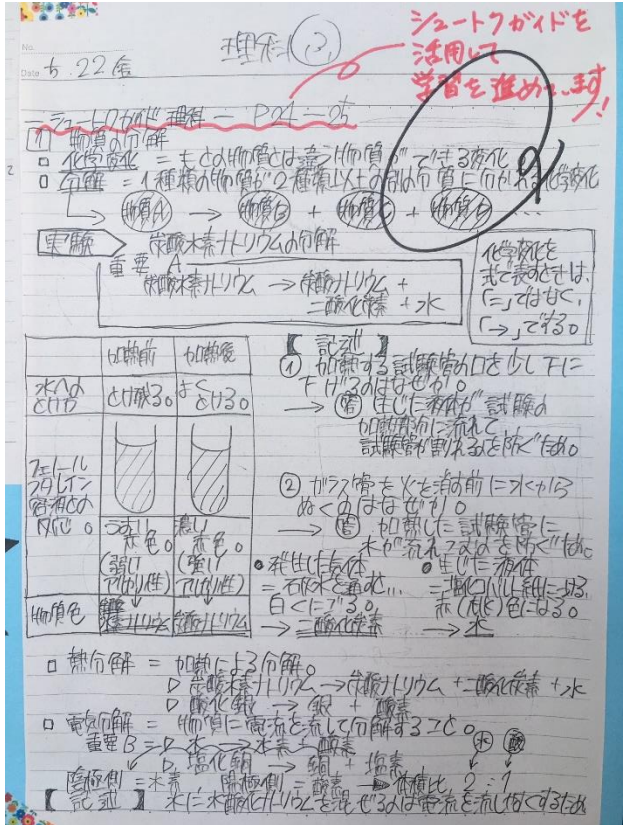 No.
Date 5.22 金
理科②
シュートクガイドを
活用して
学習を進めています!
ーシュートクガイド 理科ー P24〜25
1 物質の分解
□ 化学変化 = もとの物質とは違う物質ができる変化
□ 分解 = 1種類の物質が2種類以上の別の分質に分かれる化学変化
物質A → 物質B + 物質C + 物質D …
実験 炭酸水素ナトリウムの分解
重要A
炭酸水素ナトリウム → 炭酸ナトリウム +
二酸化炭素 + 水
化学変化を
式で表すときは、
「=」ではなく、
「→」でする。
加熱前 加熱後
水への
とけ方 とけ残る。 よく
とける。
フェノール
フタレイン
溶液との
反応。
うすい
赤色。
(弱い
アルカリ性)
濃い
赤色。
(強い
アルカリ性)
物質色 炭酸水素ナトリウム 炭酸ナトリウム
【記述】
① 加熱する試験管の口を少し下に
下げるのはなぜか。
→ 答 生じた液体が試験の
加熱部分に流れて
試験管が割れるのを防ぐため。
② ガラス管を火を消す前に水から
ぬくのはなぜか。
→ 答 加熱した試験管に
水が流れこむのを防ぐため
●発生した気体
= 石灰水を通すと…
白くにごる。
→ 二酸化炭素
●生じた液体
= 塩化コバルト紙につける。
赤(桃)色になる。
→ 水
□ 熱分解 = 加熱による分解。
▷ 炭酸水素ナトリウム → 炭酸ナトリウム + 二酸化炭素 + 水
▷ 酸化銀 → 銀 + 酸素
□ 電気分解 = 物質に電流を流して分解すること。
重要B = ▷ 水 → 水素 + 酸素
▷ 塩化銅 → 銅 + 塩素
陰極側 = 水素、陽極側 = 酸素 → 体積比 2:1
水 酸
【記述】 水に水酸化ナトリウムを混ぜるのは電流を流しやすくするため